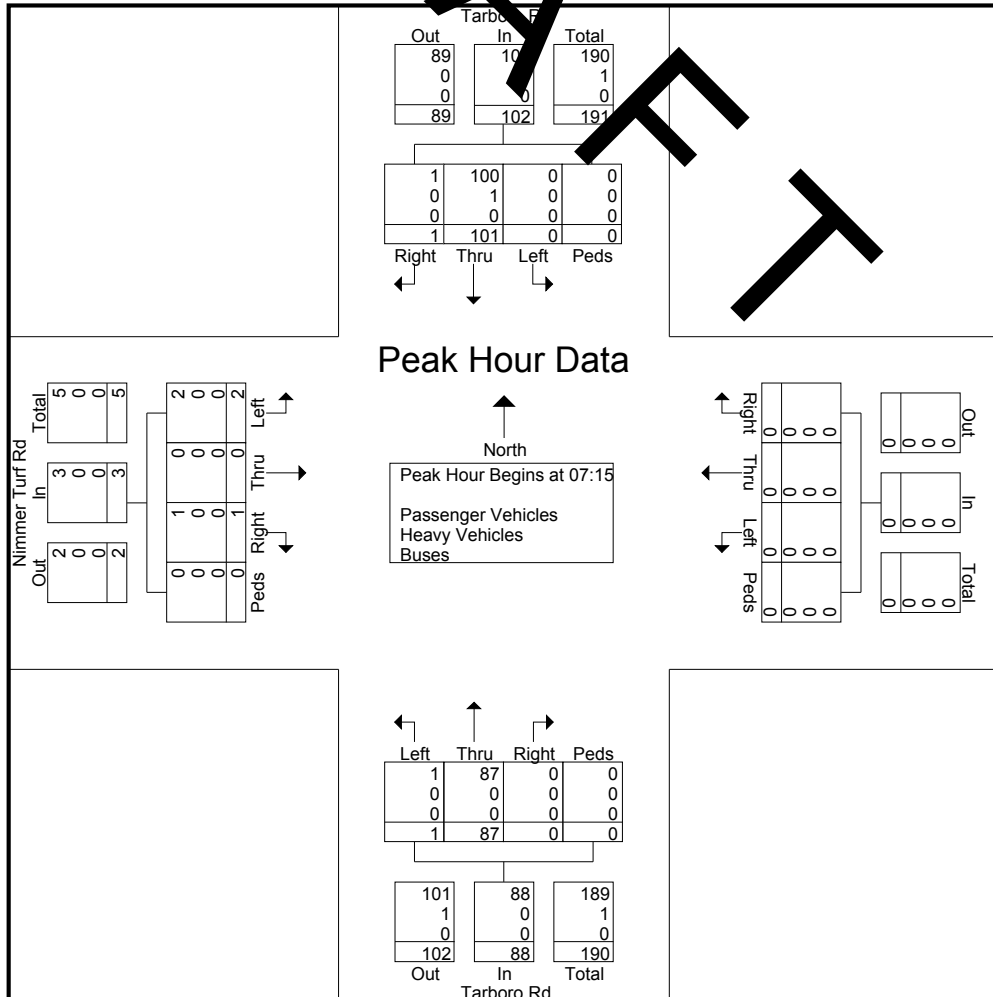 Out In Total
89 190
0 1
0 0 0
89 102 191
1 100 0 0
0 1 0 0
0 0 0 0
1 101 0 0
Right Thru Left Peds
Peak Hour Data
North
Peak Hour Begins at 07:15
Passenger Vehicles
Heavy Vehicles
Buses
Nimmer Turf Rd
Total
5 0 0 5
In
3 0 0 3
Out
2 0 0 2
Left
2 0 0 2
Thru
0 0 0 0
Right
1 0 0 1
Peds
0 0 0 0
Right
0 0 0 0
Thru
0 0 0 0
Left
0 0 0 0
Peds
0 0 0 0
Out
0 0 0 0
In
0 0 0 0
Total
0 0 0 0
Left Thru Right Peds
1 87 0 0
0 0 0 0
0 0 0 0
1 87 0 0
101 88 189
1 0 1
0 0 0
102 88 190
Out In Total
Tarboro Rd